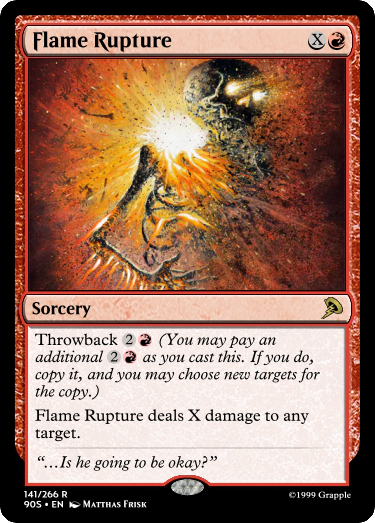 Flame Rupture X
Sorcery
Throwback 2 (You may pay an
additional 2 as you cast this. If you do,
copy it, and you may choose new targets for
the copy.)
Flame Rupture deals X damage to any
target.
“…Is he going to be okay?”
141/266 R
90S • EN Matthas Frisk
©1999 Grapple